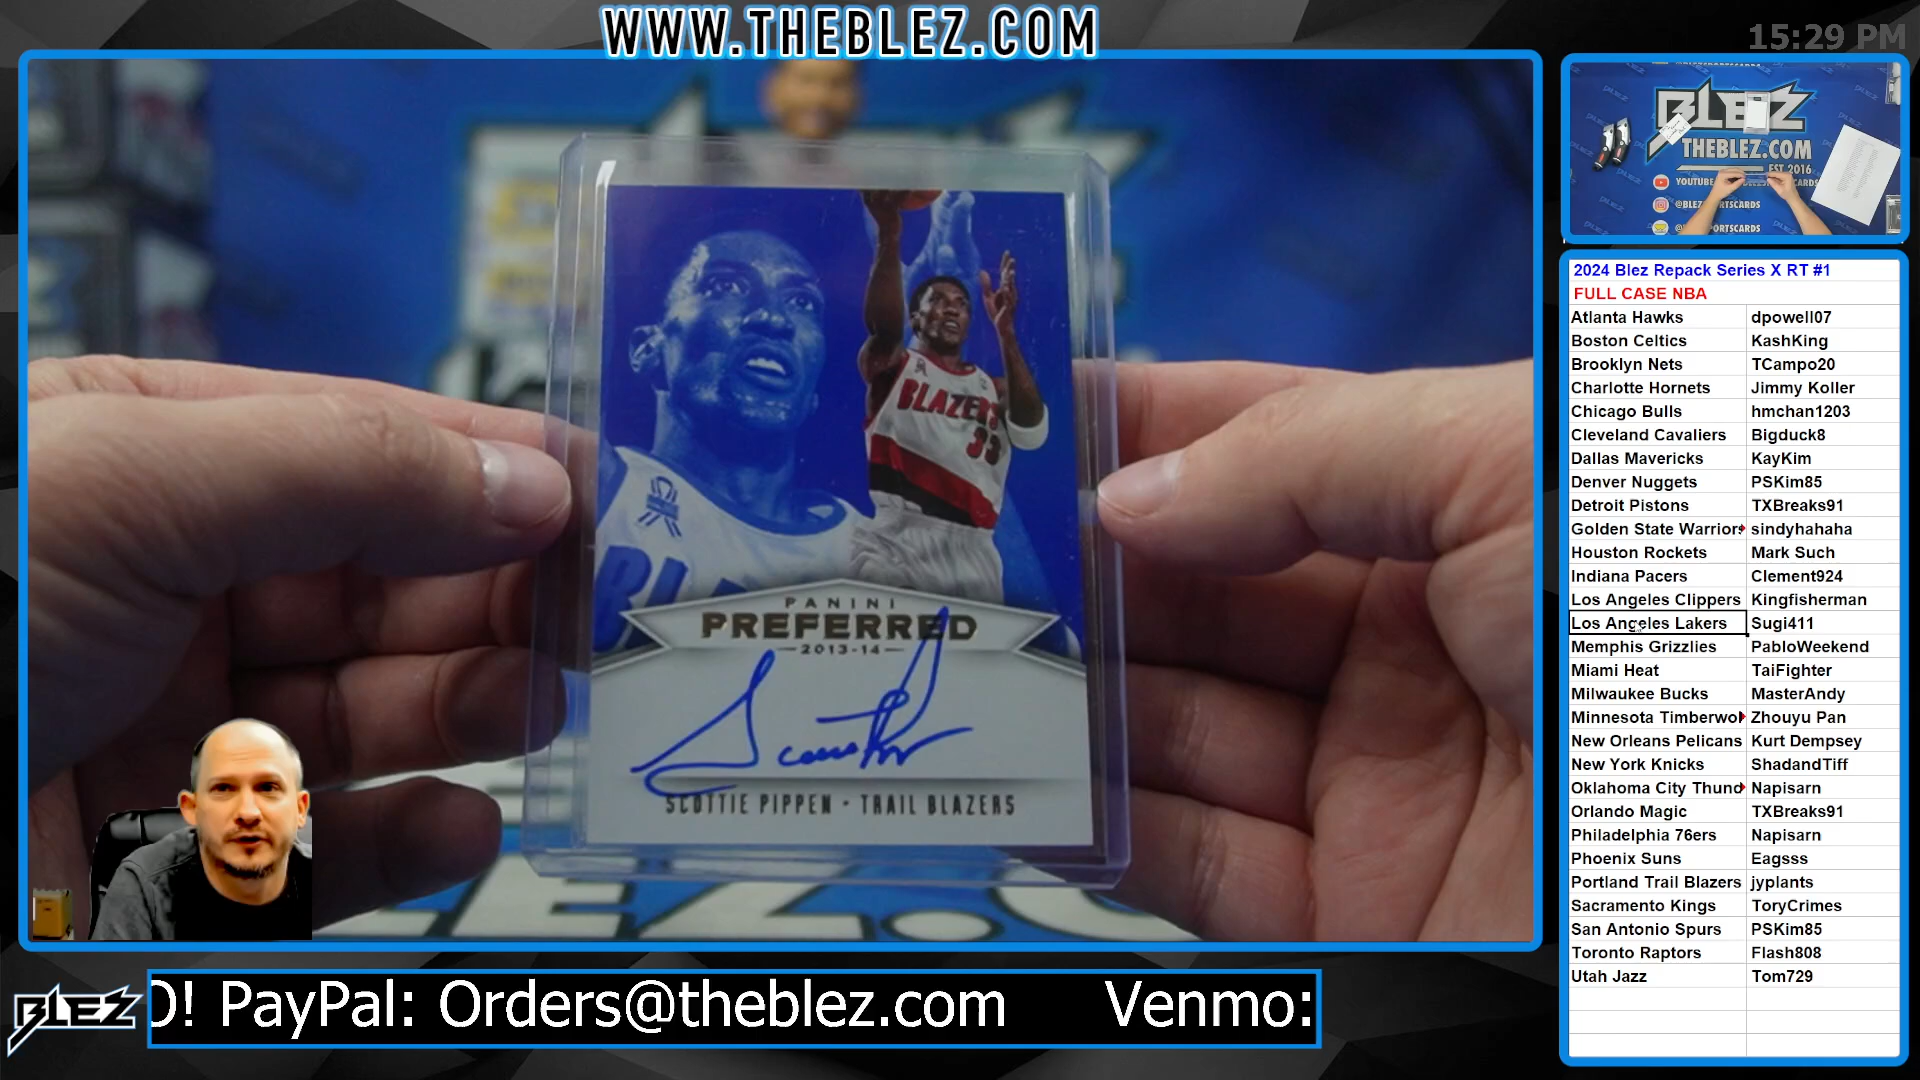 WWW.THEBLEZ.COM
15:29 PM
BLEZ
THEBLEZ.COM
EST 2016
YOUTUBE
BLAZERS
33
PANINI
PREFERRED
2013-14
SCOTTIE PIPPEN • TRAIL BLAZERS
2024 Blez Repack Series X RT #1
FULL CASE NBA
Atlanta Hawks dpowell07
Boston Celtics KashKing
Brooklyn Nets TCampo20
Charlotte Hornets Jimmy Koller
Chicago Bulls hmchan1203
Cleveland Cavaliers Bigduck8
Dallas Mavericks KayKim
Denver Nuggets PSKim85
Detroit Pistons TXBreaks91
Golden State Warriors sindyhahaha
Houston Rockets Mark Such
Indiana Pacers Clement924
Los Angeles Clippers Kingfisherman
Los Angeles Lakers Sugi411
Memphis Grizzlies PabloWeekend
Miami Heat TaiFighter
Milwaukee Bucks MasterAndy
Minnesota Timberwol Zhouyu Pan
New Orleans Pelicans Kurt Dempsey
New York Knicks ShadandTiff
Oklahoma City Thund Napisarn
Orlando Magic TXBreaks91
Philadelphia 76ers Napisarn
Phoenix Suns Eagsss
Portland Trail Blazers jyplants
Sacramento Kings ToryCrimes
San Antonio Spurs PSKim85
Toronto Raptors Flash808
Utah Jazz Tom729
BLEZ
O! PayPal: Orders@theblez.com Venmo: